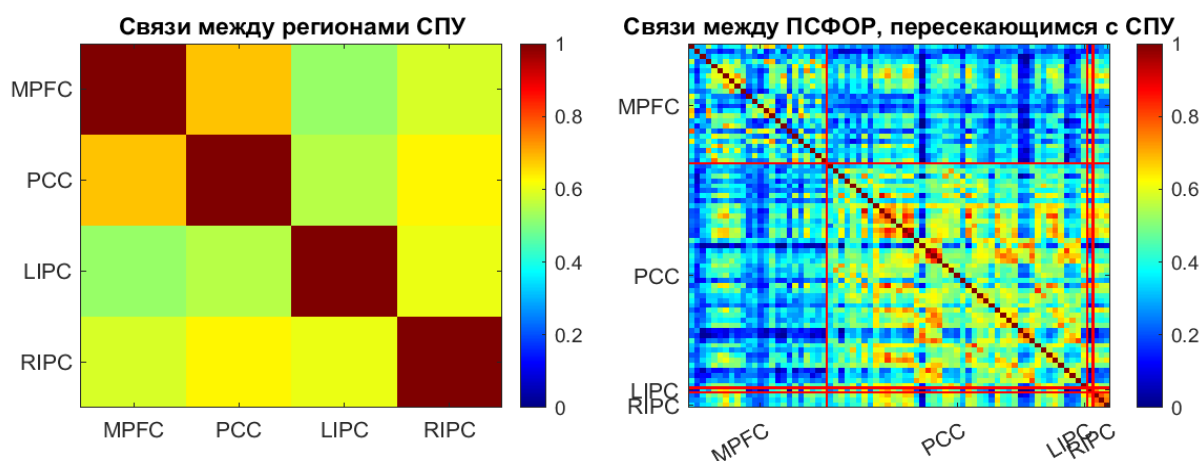 Связи между регионами СПУ
MPFC
PCC
LIPC
RIPC
MPFC
PCC
LIPC
RIPC
1
0.8
0.6
0.4
0.2
0
Связи между ПСФОР, пересекающимся с СПУ
MPFC
PCC
LIPC
RIPC
MPFC
PCC
LIPC
RIPC
1
0.8
0.6
0.4
0.2
0